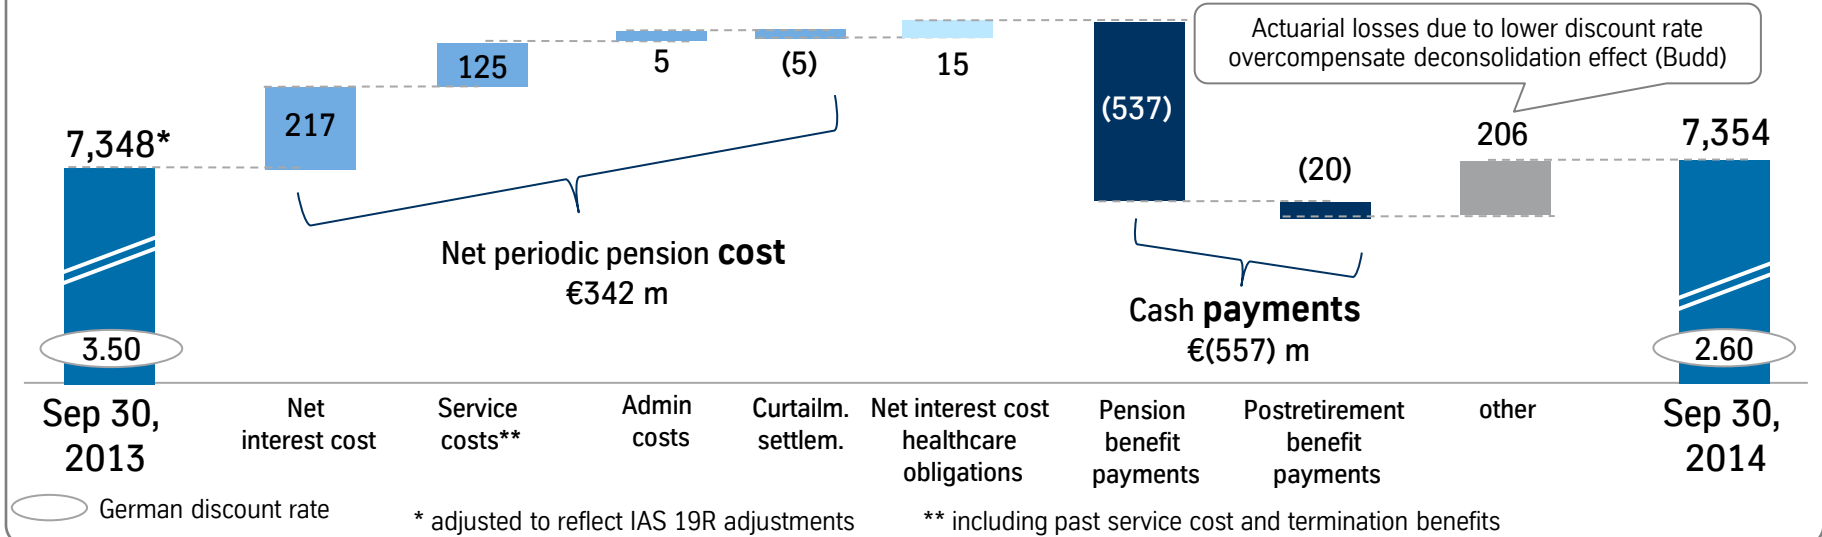 Actuarial losses due to lower discount rate
overcompensate deconsolidation effect (Budd)
7,348*
217
125
5
(5)
15
(537)
(20)
206
7,354
Net periodic pension cost
€342 m
Cash payments
€(557) m
3.50
2.60
Sep 30,
2013
Net
interest cost
Service
costs**
Admin
costs
Curtailm.
settlem.
Net interest cost
healthcare
obligations
Pension
benefit
payments
Postretirement
benefit
payments
other
Sep 30,
2014
German discount rate
* adjusted to reflect IAS 19R adjustments
** including past service cost and termination benefits